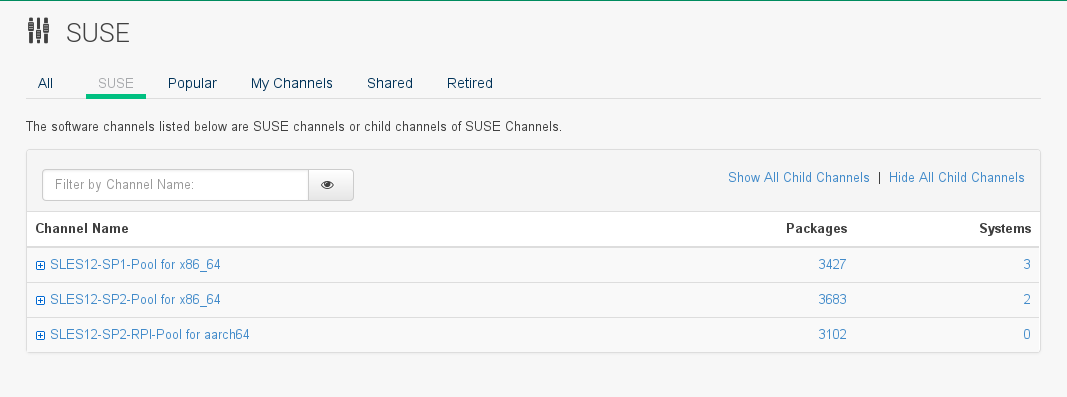 SUSE
All SUSE Popular My Channels Shared Retired
The software channels listed below are SUSE channels or child channels of SUSE Channels.
Filter by Channel Name: Show All Child Channels | Hide All Child Channels
Channel Name Packages Systems
SLES12-SP1-Pool for x86_64 3427 3
SLES12-SP2-Pool for x86_64 3683 2
SLES12-SP2-RPI-Pool for aarch64 3102 0